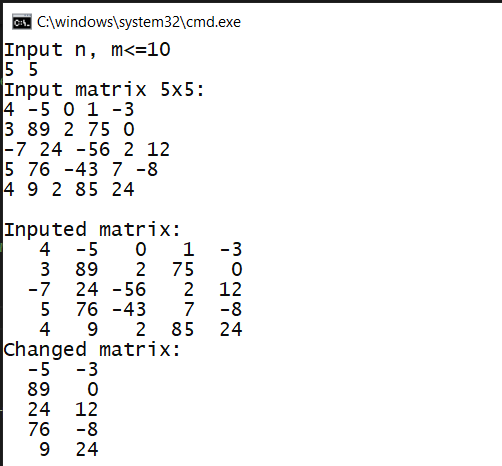 C:\windows\system32\cmd.exe
Input n, m<=10
5 5
Input matrix 5x5:
4 -5 0 1 -3
3 89 2 75 0
-7 24 -56 2 12
5 76 -43 7 -8
4 9 2 85 24

Inputed matrix:
   4  -5   0   1  -3
   3  89   2  75   0
  -7  24 -56   2  12
   5  76 -43   7  -8
   4   9   2  85  24
Changed matrix:
  -5  -3
  89   0
  24  12
  76  -8
   9  24